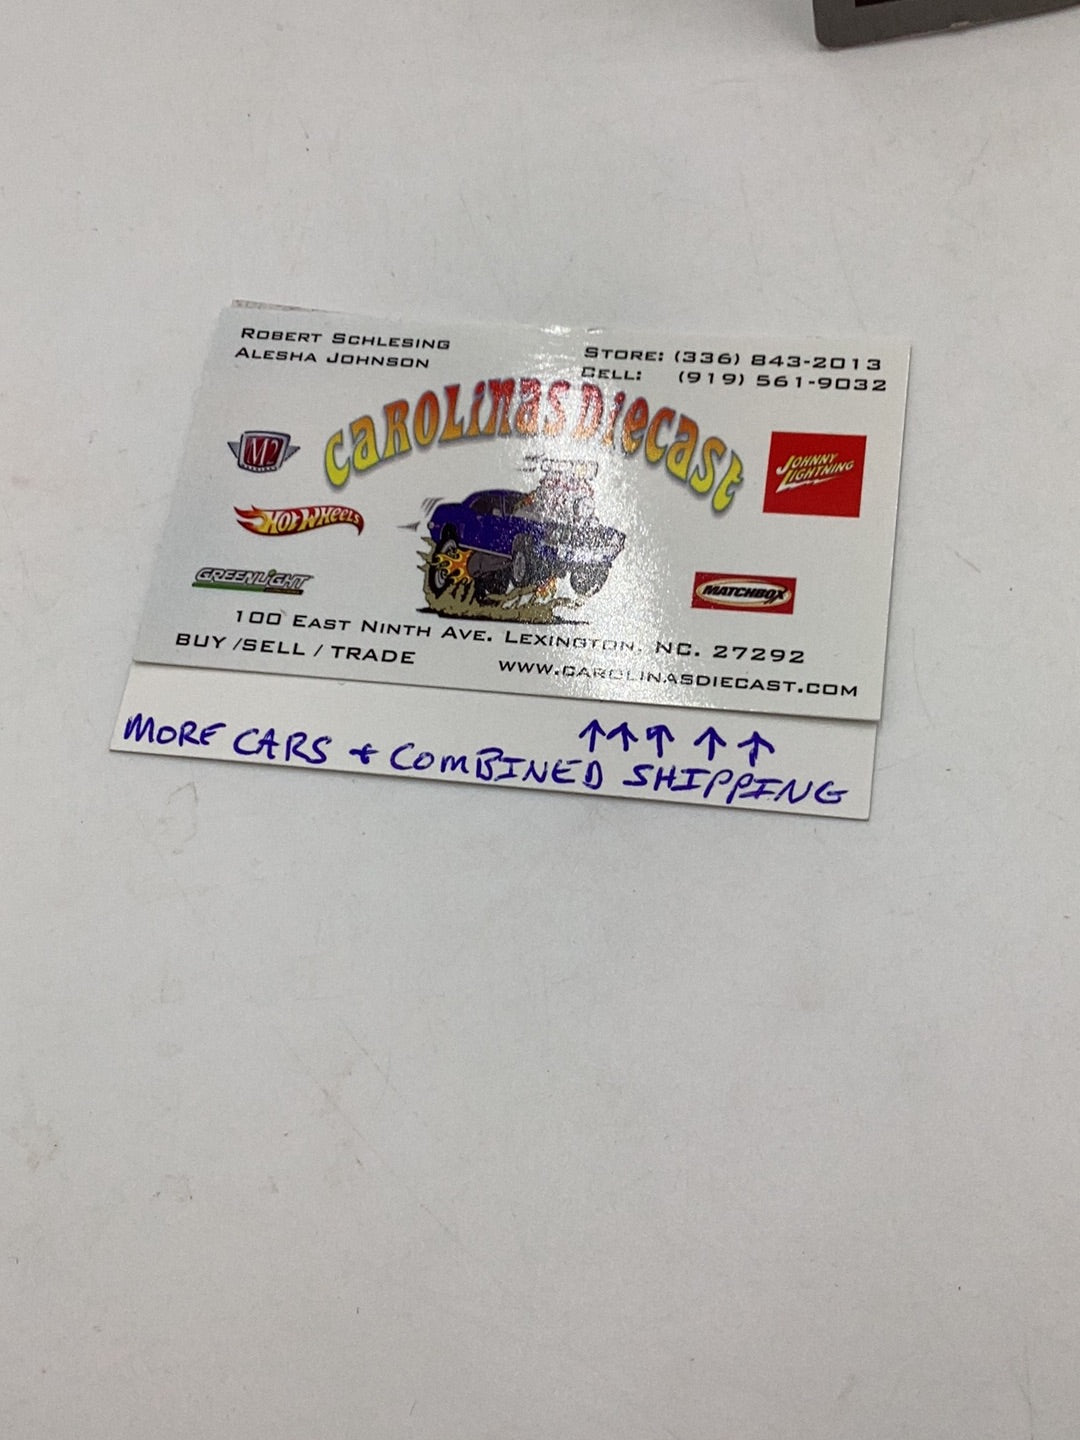 ROBERT SCHLESING
ALESHA JOHNSON
STORE: (336) 843-2013
CELL: (919) 561-9032
CAROLINAS DIECAST
M2
HOT WHEELS
GREENLIGHT
JOHNNY
LIGHTNING
MATCHBOX
100 EAST NINTH AVE. LEXINGTON, NC. 27292
BUY /SELL / TRADE
WWW.CAROLINASDIECAST.COM
↑↑↑ ↑ ↑
MORE CARS + COMBINED SHIPPING